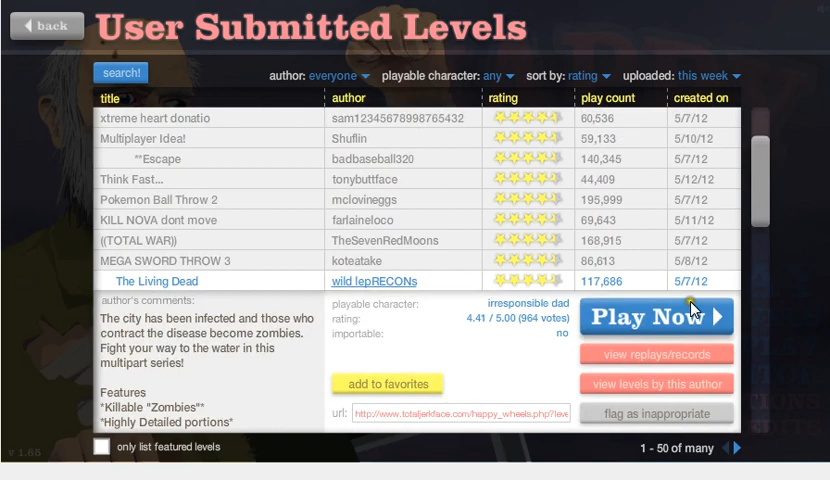 back
User Submitted Levels
search!
author: everyone playable character: any sort by: rating uploaded: this week
title author rating play count created on
xtreme heart donatio sam12345678998765432 60,536 5/7/12
Multiplayer Idea! Shuflin 59,133 5/10/12
**Escape badbaseball320 140,345 5/7/12
Think Fast... tonybuttface 44,409 5/12/12
Pokemon Ball Throw 2 mclovineggs 195,999 5/7/12
KILL NOVA dont move farlaineloco 69,643 5/11/12
((TOTAL WAR)) TheSevenRedMoons 168,915 5/7/12
MEGA SWORD THROW 3 koteatake 86,613 5/8/12
The Living Dead wild lepRECONs 117,686 5/7/12
author's comments:
The city has been infected and those who
contract the disease become zombies.
Fight your way to the water in this
multipart series!
Features
*Killable "Zombies"*
*Highly Detailed portions*
playable character: irresponsible dad
rating: 4.41 / 5.00 (964 votes)
importable: no
add to favorites
url: http://www.totaljerkface.com/happy_wheels.php?leve
Play Now
view replays/records
view levels by this author
flag as inappropriate
only list featured levels
1 - 50 of many
v 1.65